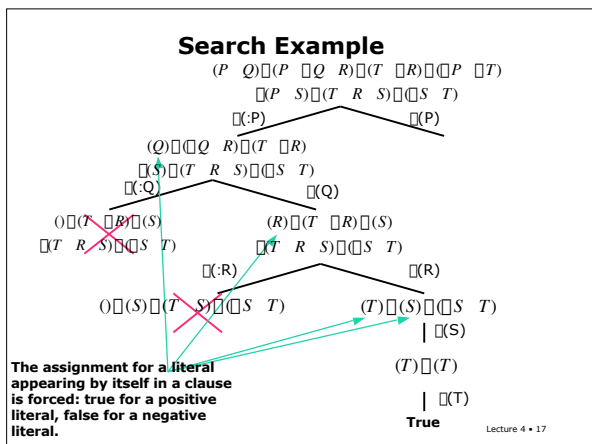 Search Example
(P Q)▯(P ▯Q R)▯(T ▯R)▯(▯P ▯T)
▯(P S)▯(T R S)▯(▯S T)
▯(:P)
▯(P)
(Q)▯(▯Q R)▯(T ▯R)
▯(S)▯(T R S)▯(▯S T)
▯(:Q)
▯(Q)
()▯(T ▯R)▯(S)
▯(T R S)▯(▯S T)
(R)▯(T ▯R)▯(S)
▯(T R S)▯(▯S T)
▯(:R)
▯(R)
()▯(S)▯(T S)▯(▯S T)
(T)▯(S)▯(▯S T)
▯(S)
(T)▯(T)
▯(T)
True
The assignment for a literal
appearing by itself in a clause
is forced: true for a positive
literal, false for a negative
literal.
Lecture 4 • 17